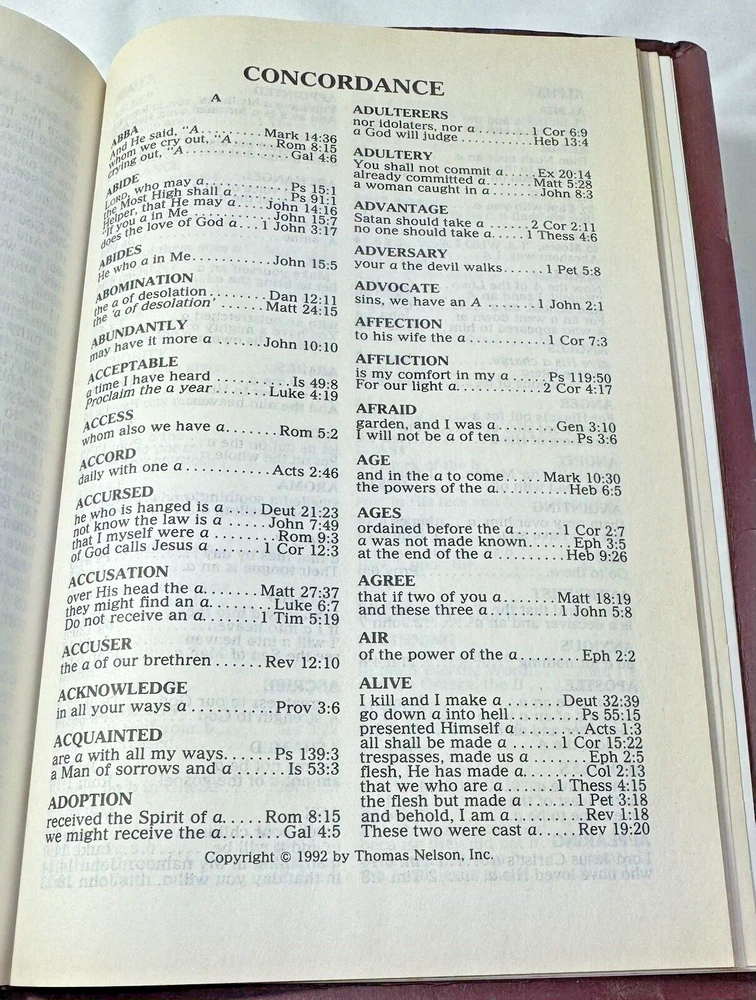 CONCORDANCE
A
ABBA
And He said, "A . . . . . . . . Mark 14:36
whom we cry out, "A . . . . . . Rom 8:15
crying out, "A . . . . . . . . . . . . Gal 4:6
ABIDE
LORD, who may a . . . . . . . . . . . Ps 15:1
the Most High shall a . . . . . . . Ps 91:1
Helper, that He may a . . . John 14:16
"If you a in Me . . . . . . . . . . . John 15:7
does the love of God a . . . 1 John 3:17
ABIDES
He who a in Me . . . . . . . . . . . John 15:5
ABOMINATION
the a of desolation . . . . . . . . Dan 12:11
the 'a of desolation' . . . . . . . Matt 24:15
ABUNDANTLY
may have it more a . . . . . . John 10:10
ACCEPTABLE
a time I have heard . . . . . . . . . . Is 49:8
Proclaim the a year . . . . . . . Luke 4:19
ACCESS
whom also we have a . . . . . . . Rom 5:2
ACCORD
daily with one a . . . . . . . . . . . Acts 2:46
ACCURSED
he who is hanged is a . . . . Deut 21:23
not know the law is a . . . . . John 7:49
that I myself were a . . . . . . . Rom 9:3
of God calls Jesus a . . . . . . 1 Cor 12:3
ACCUSATION
over His head the a . . . . . . . Matt 27:37
they might find an a . . . . . . . Luke 6:7
Do not receive an a . . . . . . 1 Tim 5:19
ACCUSER
the a of our brethren . . . . . . Rev 12:10
ACKNOWLEDGE
in all your ways a . . . . . . . . . Prov 3:6
ACQUAINTED
are a with all my ways . . . . . . Ps 139:3
a Man of sorrows and a . . . . . . Is 53:3
ADOPTION
received the Spirit of a . . . . . Rom 8:15
we might receive the a . . . . . . Gal 4:5
ADULTERERS
nor idolaters, nor a . . . . . . . . 1 Cor 6:9
a God will judge . . . . . . . . . . . Heb 13:4
ADULTERY
You shall not commit a . . . . . Ex 20:14
already committed a . . . . . . Matt 5:28
a woman caught in a . . . . . . . John 8:3
ADVANTAGE
Satan should take a . . . . . . 2 Cor 2:11
no one should take a . . . . . 1 Thess 4:6
ADVERSARY
your a the devil walks . . . . . . 1 Pet 5:8
ADVOCATE
sins, we have an A . . . . . . . 1 John 2:1
AFFECTION
to his wife the a . . . . . . . . . . . 1 Cor 7:3
AFFLICTION
is my comfort in my a . . . . . Ps 119:50
For our light a . . . . . . . . . . . . 2 Cor 4:17
AFRAID
garden, and I was a . . . . . . . Gen 3:10
I will not be a of ten . . . . . . . . . . Ps 3:6
AGE
and in the a to come . . . . . Mark 10:30
the powers of the a . . . . . . . . . Heb 6:5
AGES
ordained before the a . . . . . . 1 Cor 2:7
a was not made known . . . . . . . Eph 3:5
at the end of the a . . . . . . . . . Heb 9:26
AGREE
that if two of you a . . . . . . . Matt 18:19
and these three a . . . . . . . . 1 John 5:8
AIR
of the power of the a . . . . . . . . Eph 2:2
ALIVE
I kill and I make a . . . . . . . Deut 32:39
go down a into hell . . . . . . . . . Ps 55:15
presented Himself a . . . . . . . . Acts 1:3
all shall be made a . . . . . . . 1 Cor 15:22
trespasses, made us a . . . . . . . Eph 2:5
flesh, He has made a . . . . . . . . Col 2:13
that we who are a . . . . . . . 1 Thess 4:15
the flesh but made a . . . . . . . 1 Pet 3:18
and behold, I am a . . . . . . . . . Rev 1:18
These two were cast a . . . . . Rev 19:20
Copyright © 1992 by Thomas Nelson, Inc.